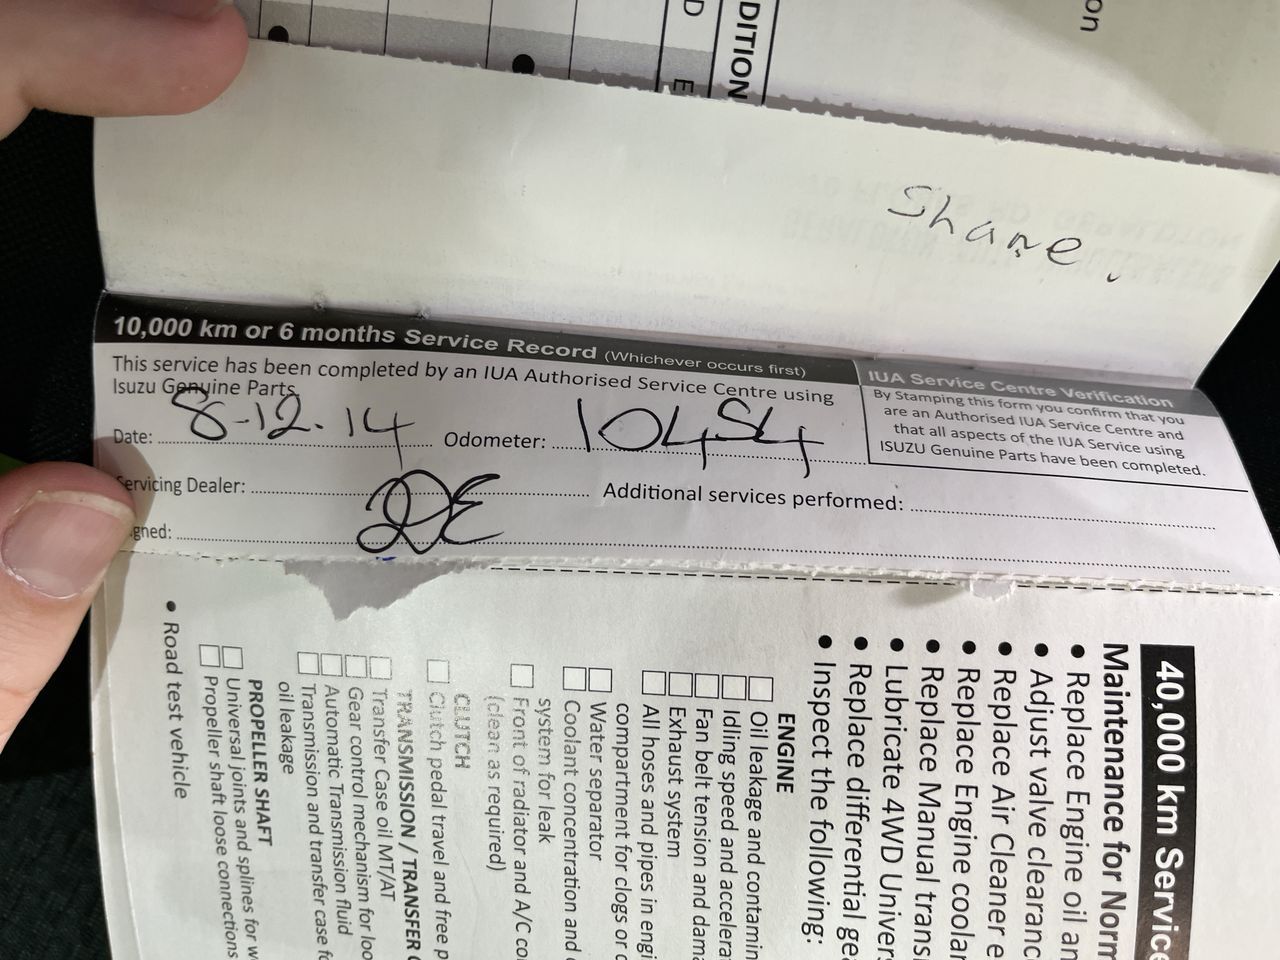 on
DITION
D E
Share.
10,000 km or 6 months Service Record (Whichever occurs first)
This service has been completed by an IUA Authorised Service Centre using
Isuzu Genuine Parts
Date: 8-12.14 Odometer: 10454
Servicing Dealer: Additional services performed:
gned:
IUA Service Centre Verification
By Stamping this form you confirm that you
are an Authorised IUA Service Centre and
that all aspects of the IUA Service using
ISUZU Genuine Parts have been completed.
40,000 km Service
Maintenance for Norm
• Replace Engine oil an
• Adjust valve clearanc
• Replace Air Cleaner e
• Replace Engine coolan
• Replace Manual trans
• Lubricate 4WD Univers
• Replace differential gea
• Inspect the following:
ENGINE
Oil leakage and contamin
Idling speed and accelerat
Fan belt tension and dama
Exhaust system
All hoses and pipes in engi
compartment for clogs or d
Water separator
Coolant concentration and
system for leak
Front of radiator and A/C co
(clean as required)
CLUTCH
Clutch pedal travel and free p
TRANSMISSION / TRANSFER
Transfer Case oil MT/AT
Gear control mechanism for loo
Automatic Transmission fluid
Transmission and transfer case fo
oil leakage
PROPELLER SHAFT
Universal joints and splines for w
Propeller shaft loose connections
• Road test vehicle